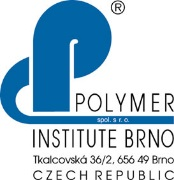 ®
POLYMER
spol. s r. o.
INSTITUTE BRNO
Tkalcovská 36/2, 656 49 Brno
CZECH REPUBLIC